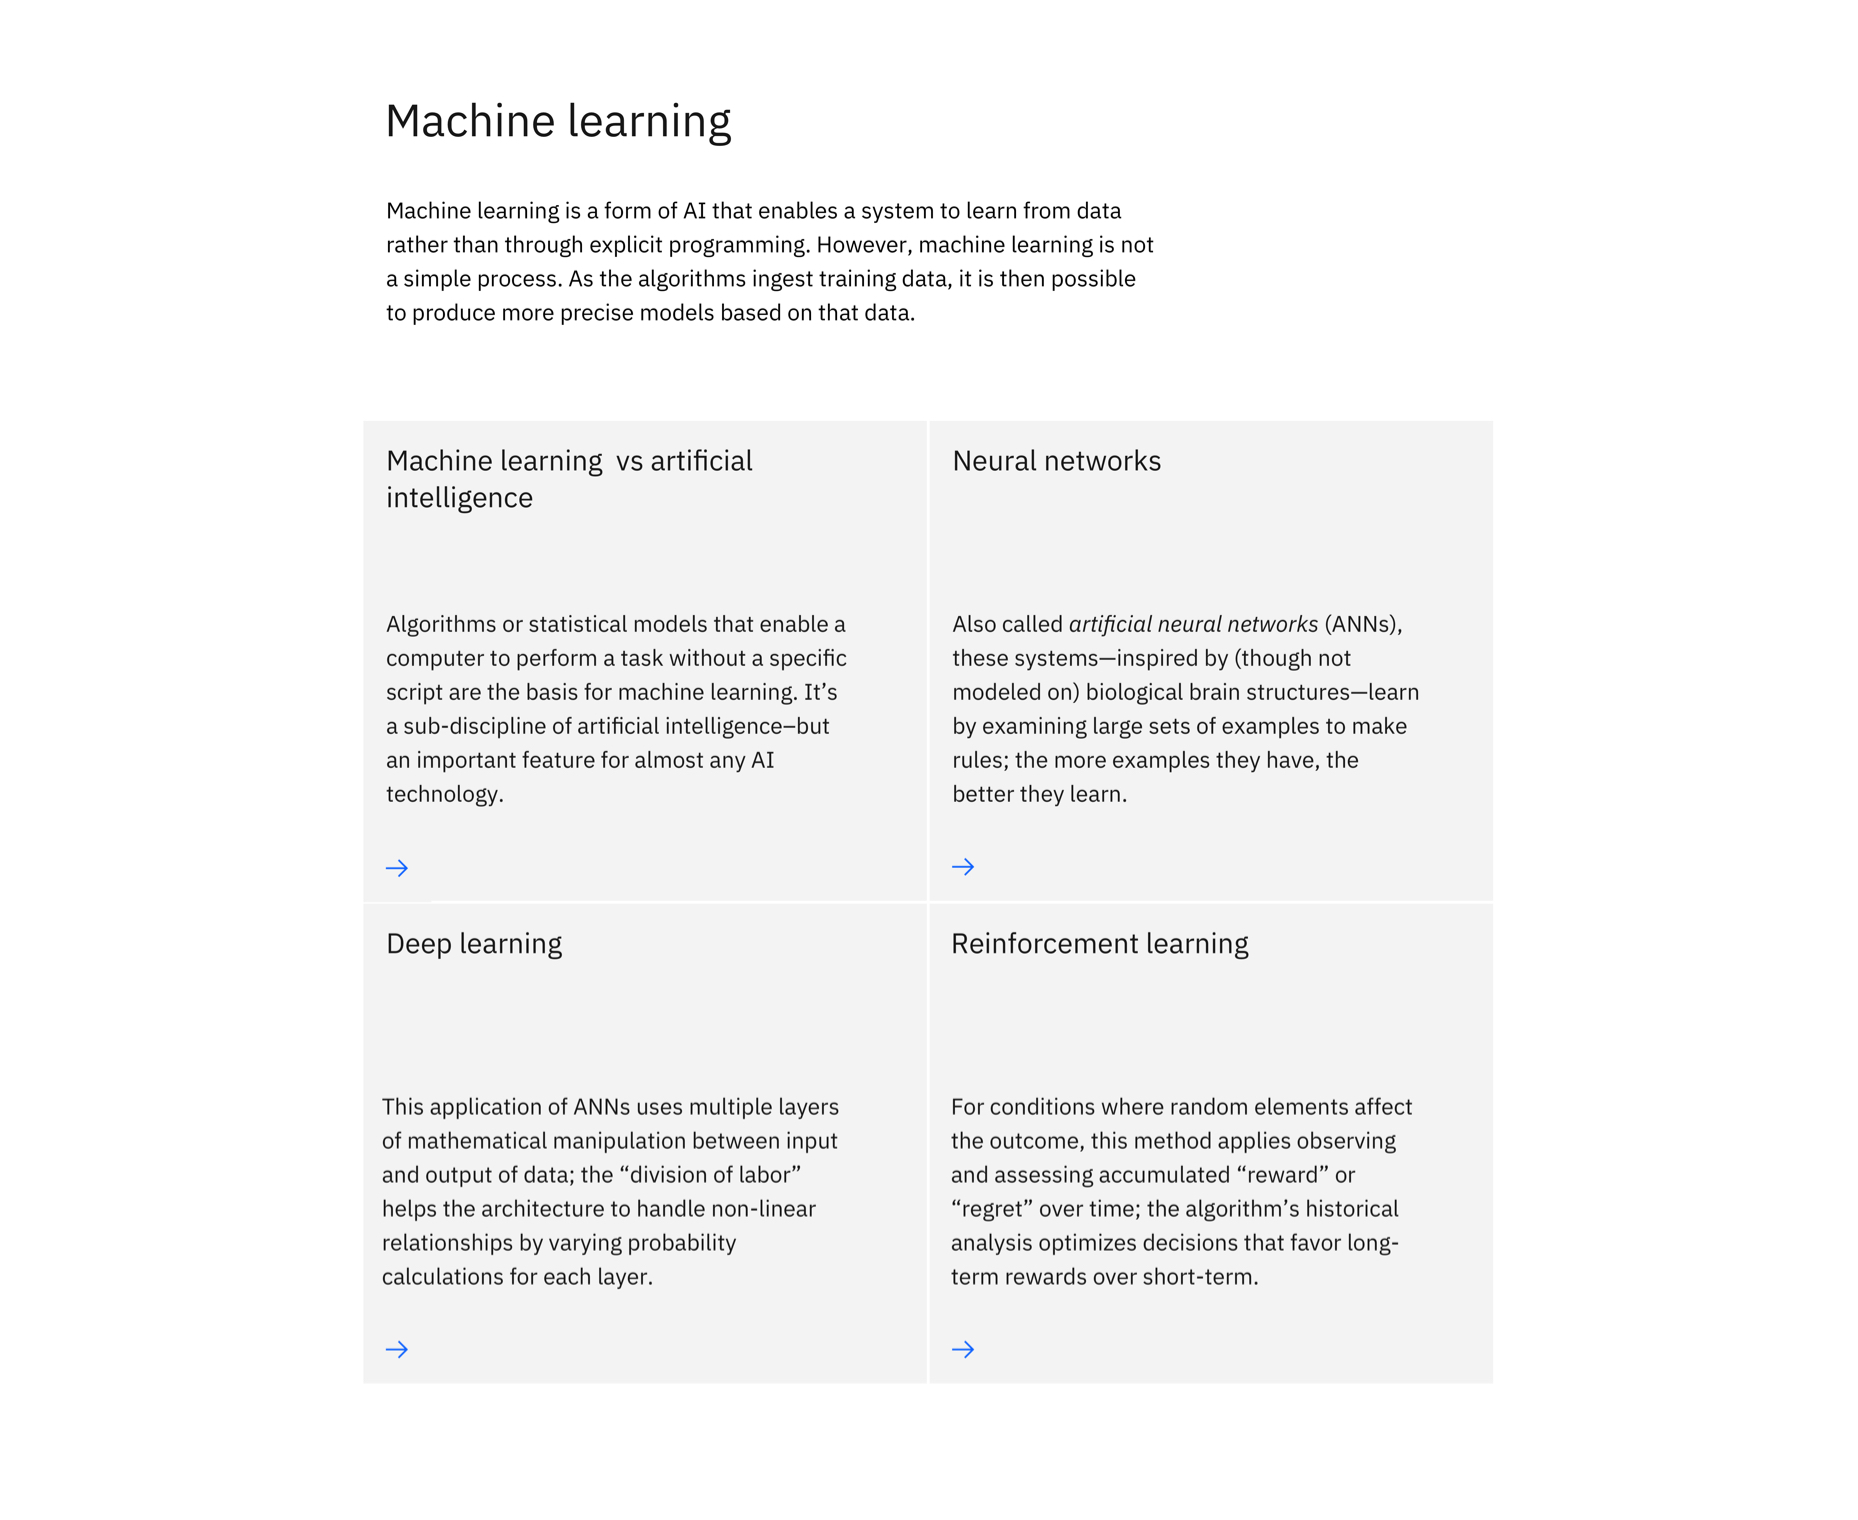 Machine learning
Machine learning is a form of AI that enables a system to learn from data
rather than through explicit programming. However, machine learning is not
a simple process. As the algorithms ingest training data, it is then possible
to produce more precise models based on that data.
Machine learning  vs artificial
intelligence
Algorithms or statistical models that enable a
computer to perform a task without a specific
script are the basis for machine learning. It’s
a sub-discipline of artificial intelligence–but
an important feature for almost any AI
technology.
Neural networks
Also called artificial neural networks (ANNs),
these systems—inspired by (though not
modeled on) biological brain structures—learn
by examining large sets of examples to make
rules; the more examples they have, the
better they learn.
Deep learning
This application of ANNs uses multiple layers
of mathematical manipulation between input
and output of data; the “division of labor”
helps the architecture to handle non-linear
relationships by varying probability
calculations for each layer.
Reinforcement learning
For conditions where random elements affect
the outcome, this method applies observing
and assessing accumulated “reward” or
“regret” over time; the algorithm’s historical
analysis optimizes decisions that favor long-
term rewards over short-term.